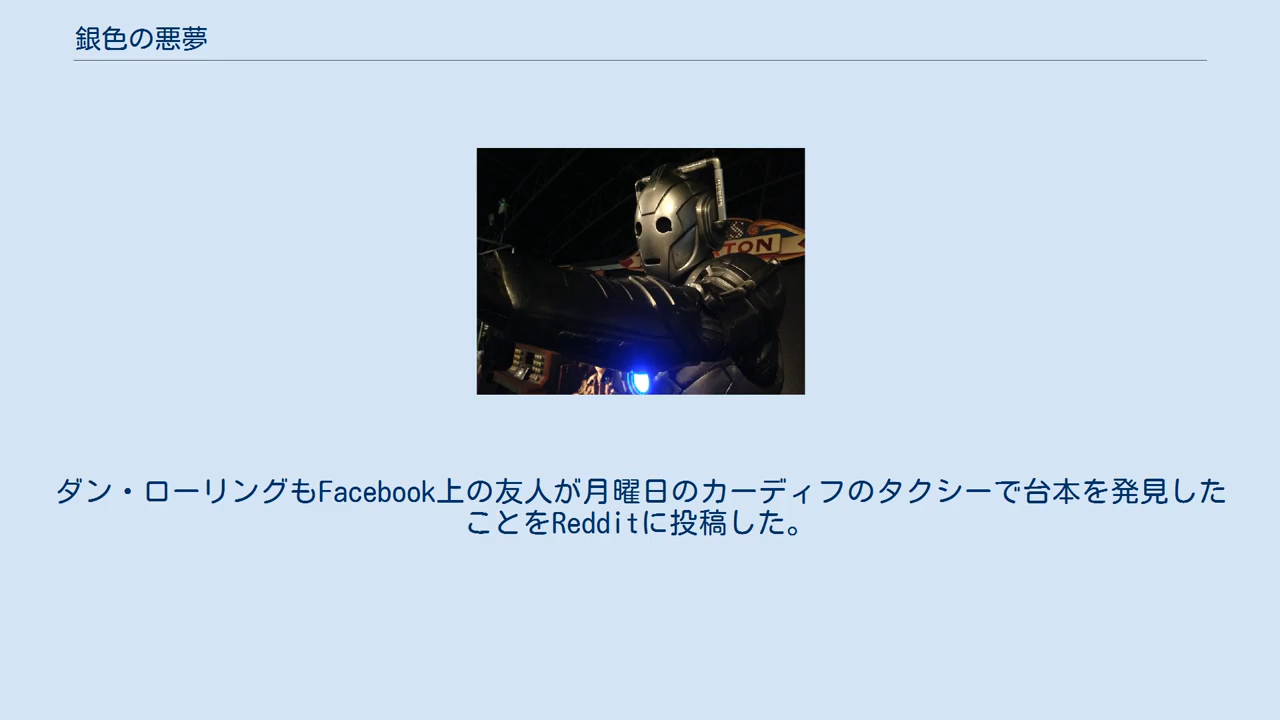 銀色の悪夢
TON
ダン・ローリングもFacebook上の友人が月曜日のカーディフのタクシーで台本を発見した
ことをRedditに投稿した。